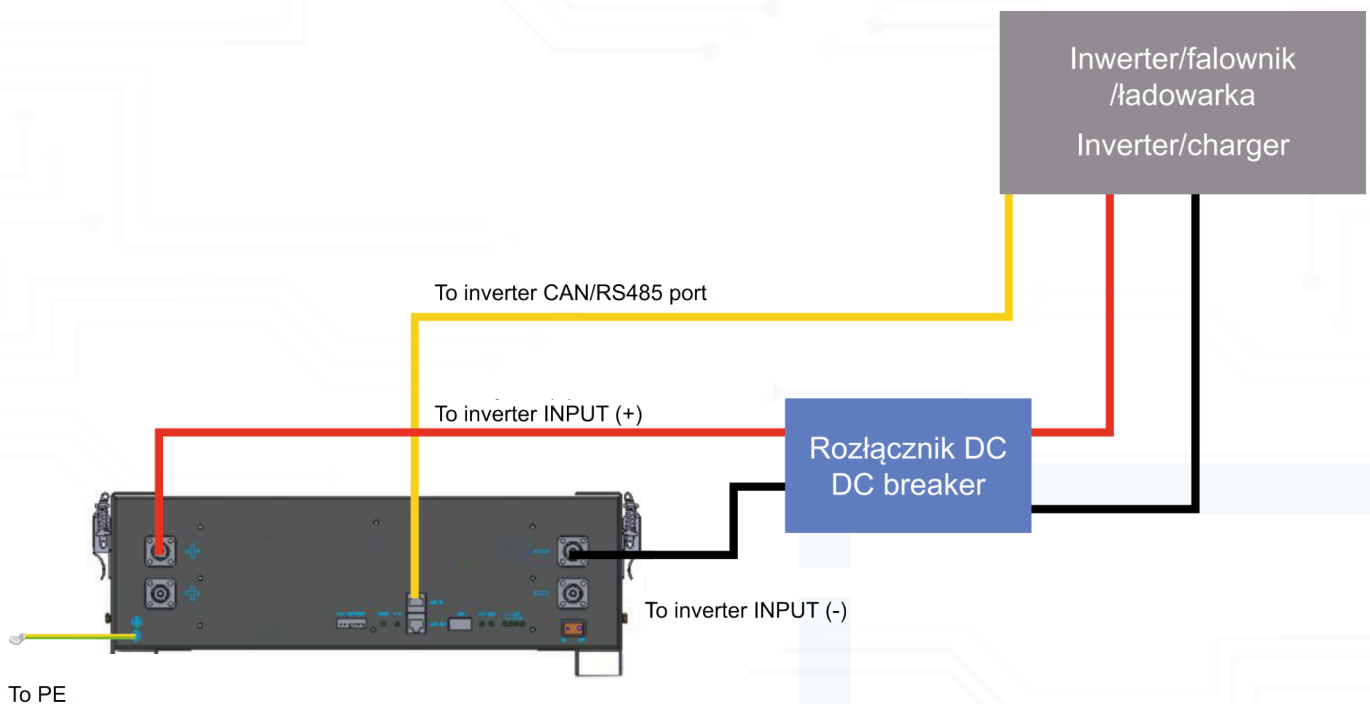 Inwerter/falownik
/ładowarka
Inverter/charger
To inverter CAN/RS485 port
To inverter INPUT (+)
Rozłącznik DC
DC breaker
To inverter INPUT (-)
To PE